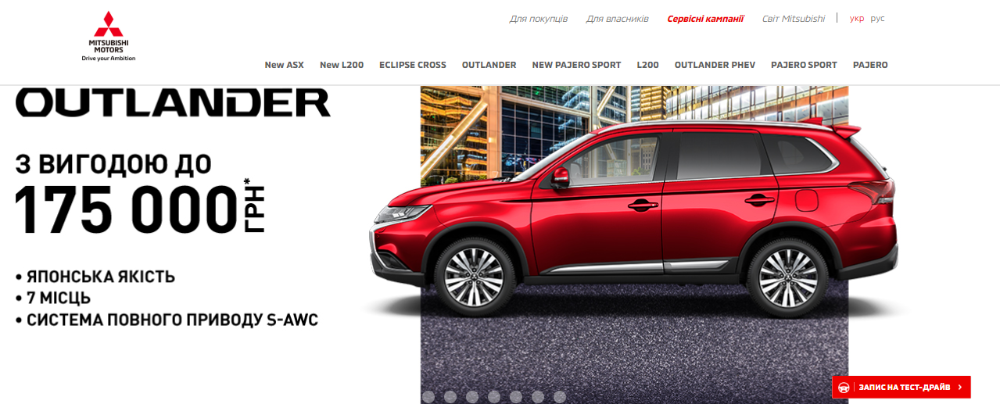 Для покупців Для власників Сервісні кампанії Світ Mitsubishi укр рус
MITSUBISHI
MOTORS
Drive your Ambition
New ASX New L200 ECLIPSE CROSS OUTLANDER NEW PAJERO SPORT L200 OUTLANDER PHEV PAJERO SPORT PAJERO
OUTLANDER
З ВИГОДОЮ ДО
175 000 ГРН*
• ЯПОНСЬКА ЯКІСТЬ
• 7 МІСЦЬ
• СИСТЕМА ПОВНОГО ПРИВОДУ S-AWC
ЗАПИС НА ТЕСТ-ДРАЙВ